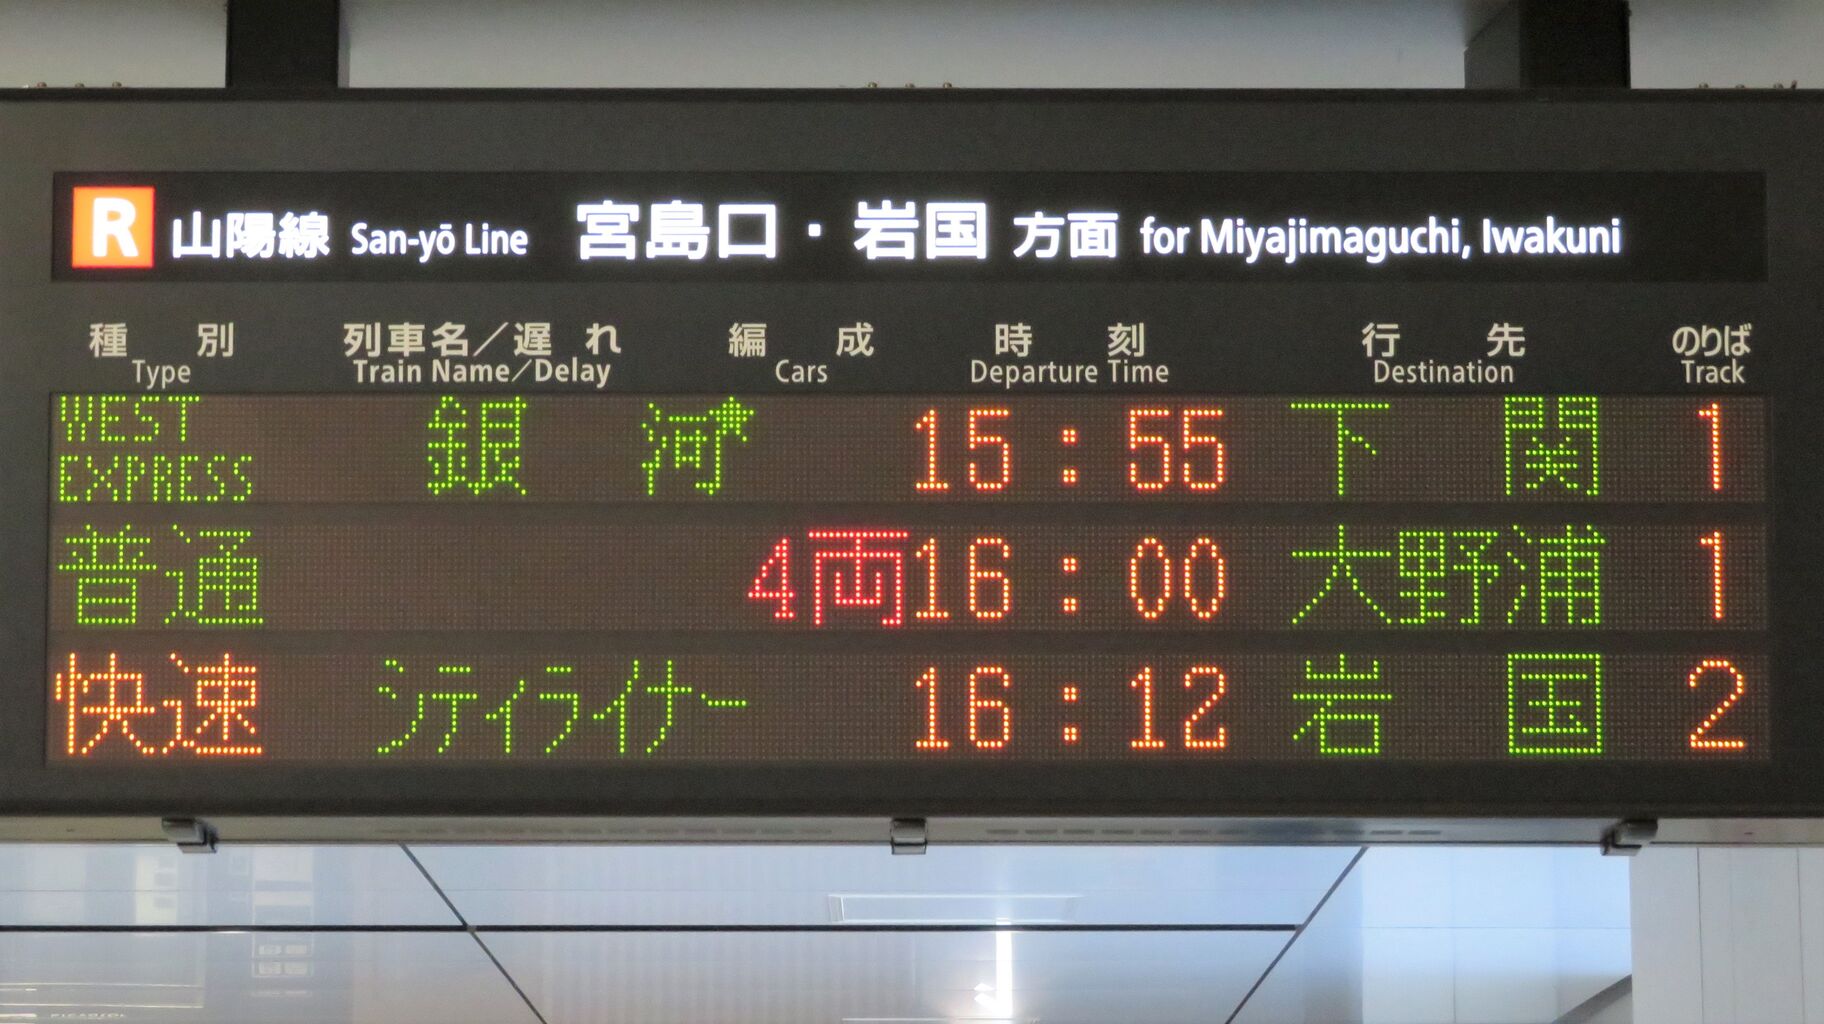 R 山陽線 San-yō Line 宮島口・岩国 方面 for Miyajimaguchi, Iwakuni
種別 列車名／遅れ 編成 時刻 行先 のりば
Type Train Name／Delay Cars Departure Time Destination Track
WEST EXPRESS 銀河★ 15:55 下関 1
普通 4両 16:00 大野浦 1
快速 シティライナー 16:12 岩国 2